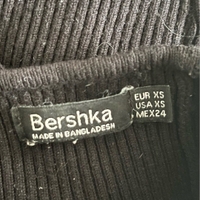 Bershka
MADE IN BANGLADESH
EUR XS
USA XS
MEX24